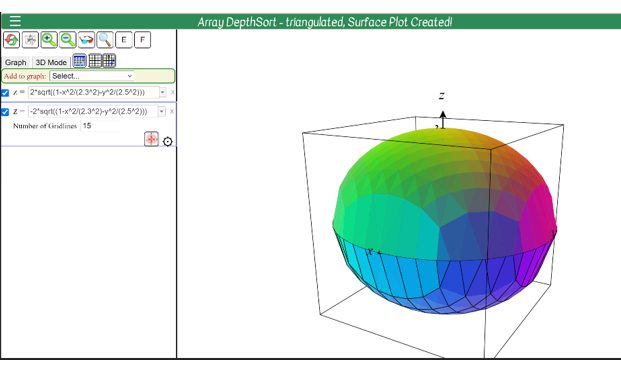 ☰ Array DepthSort - triangulated, Surface Plot Created!
E F
Graph 3D Mode
Add to graph: Select...
z = 2*sqrt((1-x^2/(2.3^2)-y^2/(2.5^2))) x
z = -2*sqrt((1-x^2/(2.3^2)-y^2/(2.5^2))) x
Number of Gridlines 15
z
x